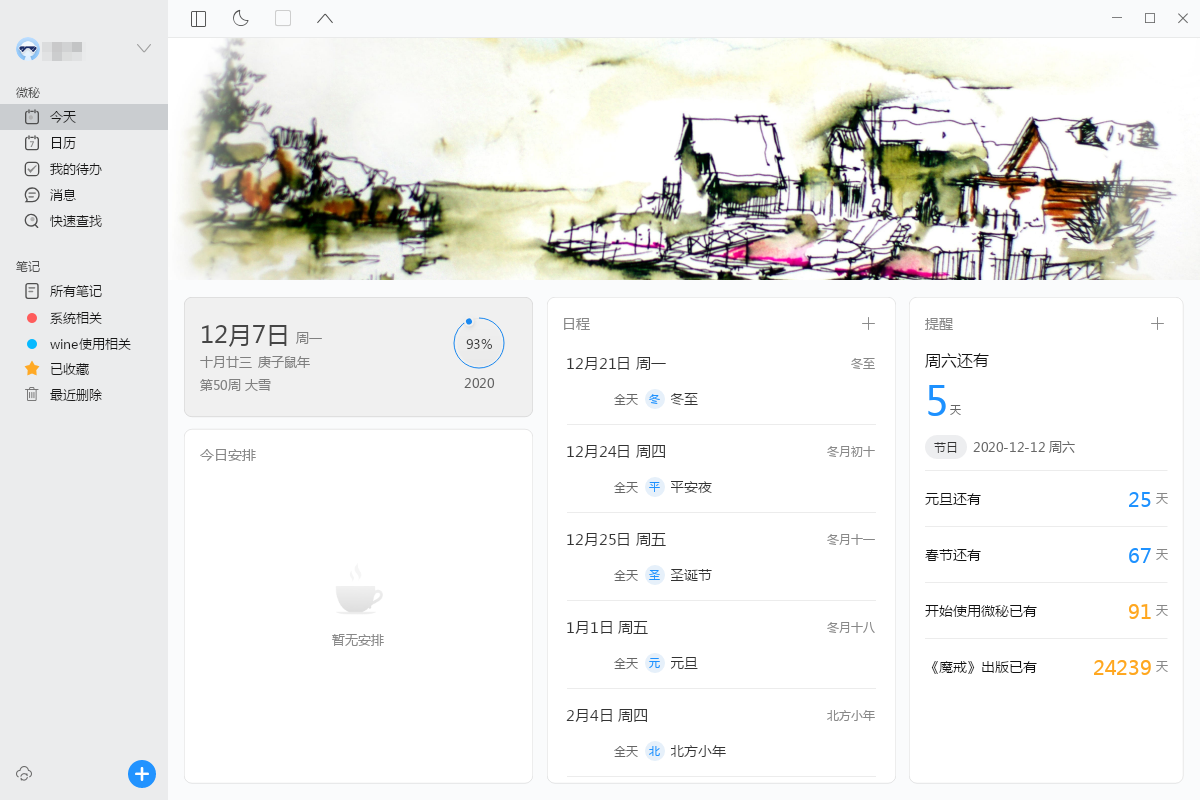 微秘
今天
7
日历
我的待办
消息
快速查找
笔记
所有笔记
系统相关
wine使用相关
已收藏
最近删除
12月7日 周一
十月廿三 庚子鼠年
第50周 大雪
93%
2020
今日安排
暂无安排
日程
12月21日 周一 冬至
全天 冬 冬至
12月24日 周四 冬月初十
全天 平 平安夜
12月25日 周五 冬月十一
全天 圣 圣诞节
1月1日 周五 冬月十八
全天 元 元旦
2月4日 周四 北方小年
全天 北 北方小年
提醒
周六还有
5 天
节日 2020-12-12 周六
元旦还有 25 天
春节还有 67 天
开始使用微秘已有 91 天
《魔戒》出版已有 24239 天